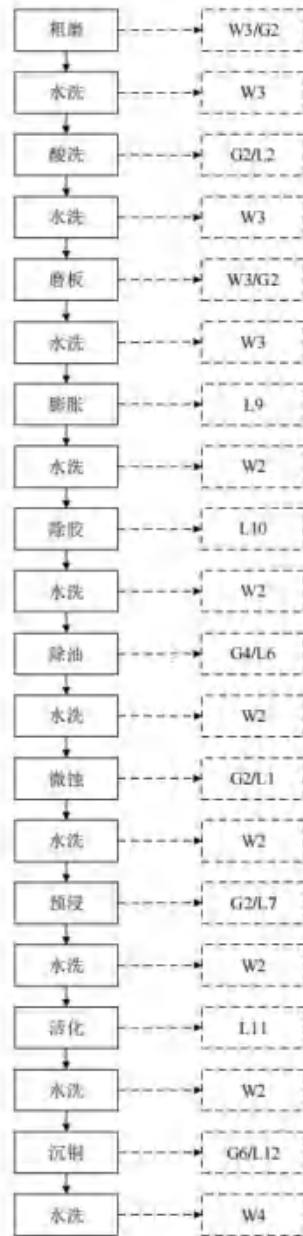 粗磨 W3/G2
水洗 W3
酸洗 G2/L2
水洗 W3
磨板 W3/G2
水洗 W3
膨胀 L9
水洗 W2
除胶 L10
水洗 W2
除油 G4/L6
水洗 W2
微蚀 G2/L1
水洗 W2
预浸 G2/L7
水洗 W2
活化 L11
水洗 W2
沉铜 G6/L12
水洗 W4